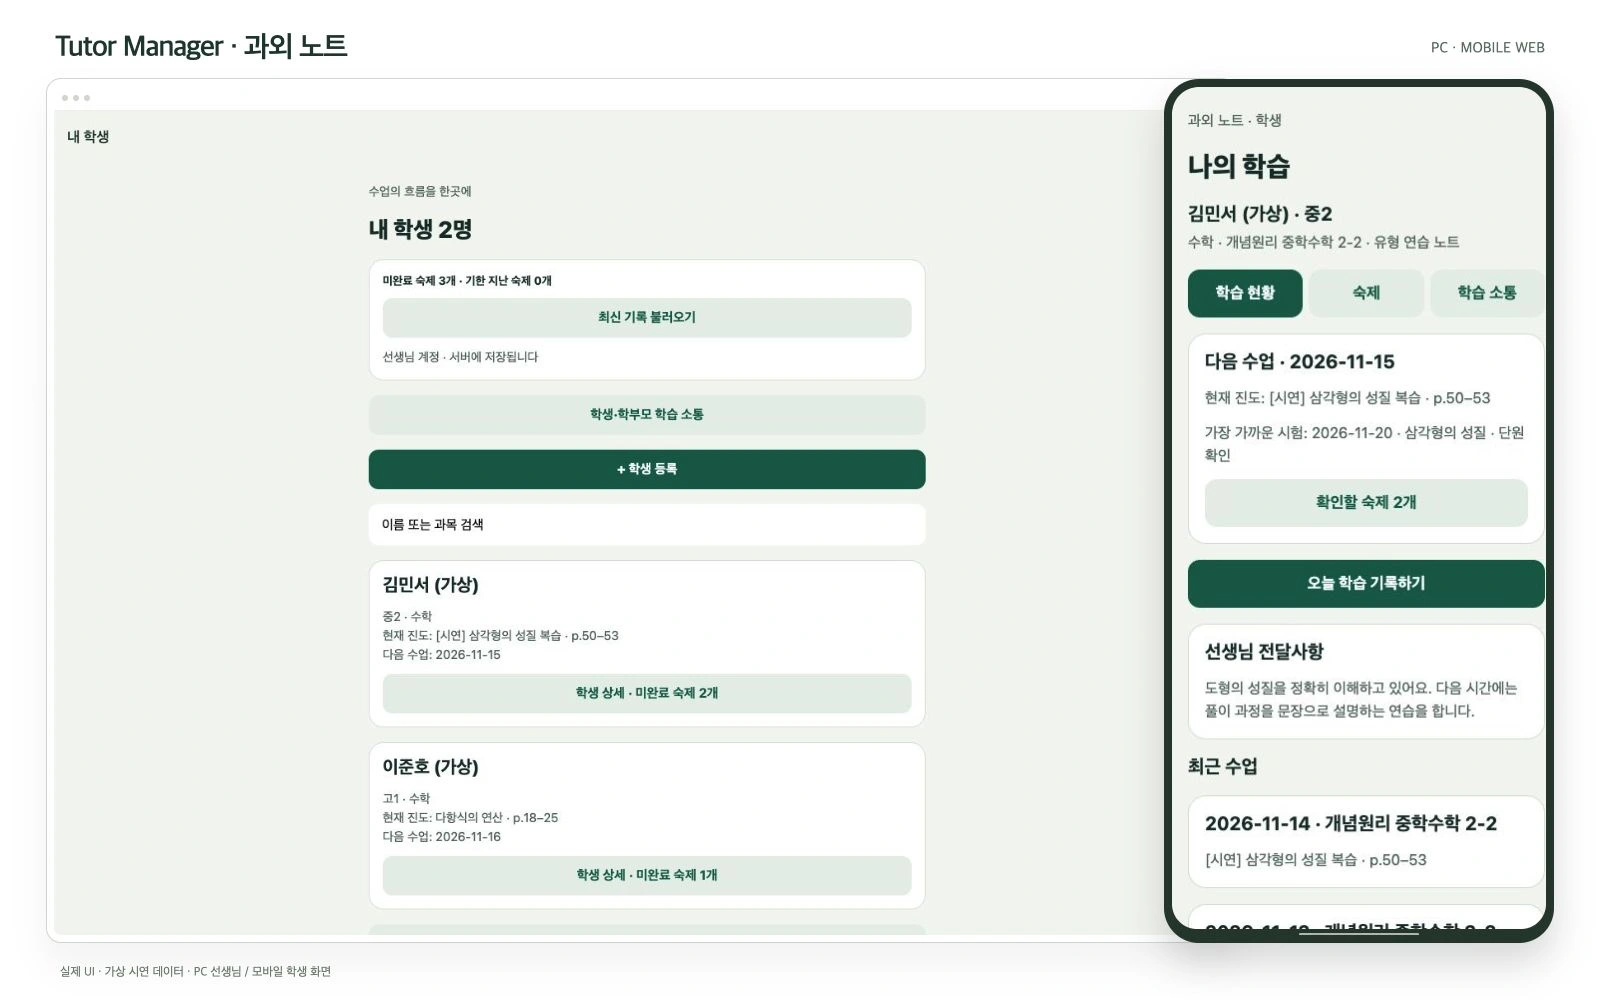 Tutor Manager · 과외 노트
PC · MOBILE WEB
내 학생
수업의 흐름을 한곳에
내 학생 2명
미완료 숙제 3개 · 기한 지난 숙제 0개
최신 기록 불러오기
선생님 계정 · 서버에 저장됩니다
학생·학부모 학습 소통
+ 학생 등록
이름 또는 과목 검색
김민서 (가상)
중2 · 수학
현재 진도: [시연] 삼각형의 성질 복습 · p.50–53
다음 수업: 2026-11-15
학생 상세 · 미완료 숙제 2개
이준호 (가상)
고1 · 수학
현재 진도: 다항식의 연산 · p.18–25
다음 수업: 2026-11-16
학생 상세 · 미완료 숙제 1개
과외 노트 · 학생
나의 학습
김민서 (가상) · 중2
수학 · 개념원리 중학수학 2-2 · 유형 연습 노트
학습 현황
숙제
학습 소통
다음 수업 · 2026-11-15
현재 진도: [시연] 삼각형의 성질 복습 · p.50–53
가장 가까운 시험: 2026-11-20 · 삼각형의 성질 · 단원
확인
확인할 숙제 2개
오늘 학습 기록하기
선생님 전달사항
도형의 성질을 정확히 이해하고 있어요. 다음 시간에는
풀이 과정을 문장으로 설명하는 연습을 합니다.
최근 수업
2026-11-14 · 개념원리 중학수학 2-2
[시연] 삼각형의 성질 복습 · p.50–53
실제 UI · 가상 시연 데이터 · PC 선생님 / 모바일 학생 화면